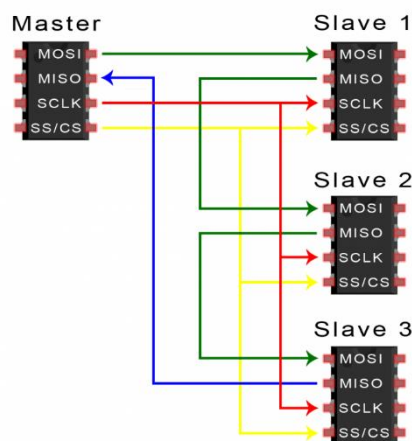 Master
MOSI
MISO
SCLK
SS/CS
Slave 1
MOSI
MISO
SCLK
SS/CS
Slave 2
MOSI
MISO
SCLK
SS/CS
Slave 3
MOSI
MISO
SCLK
SS/CS